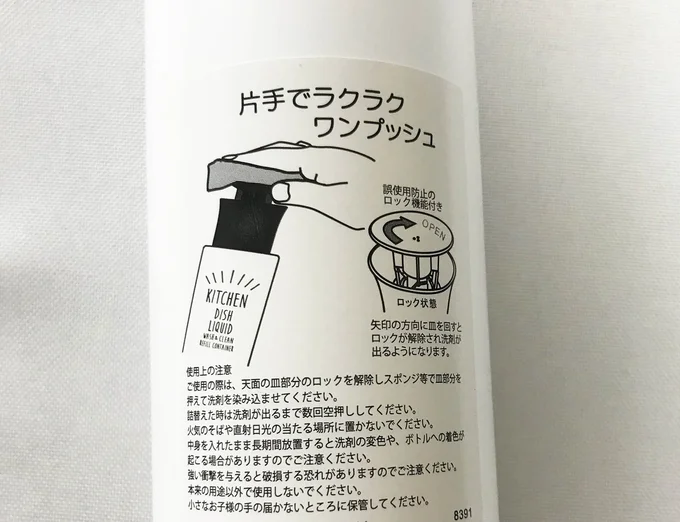 片手でラクラク
ワンプッシュ
誤使用防止の
ロック機能付き
OPEN
ロック状態
KITCHEN
DISH
LIQUID
WASH & CLEAN
REFILL CONTAINER
矢印の方向に皿を回すと
ロックが解除され洗剤が
出るようになります。
使用上の注意
ご使用の際は、天面の皿部分のロックを解除しスポンジ等で皿部分を
押えて洗剤を染み込ませてください。
詰替えた時は洗剤が出るまで数回空押ししてください。
火気のそばや直射日光の当たる場所に置かないでください。
中身を入れたまま長期間放置すると洗剤の変色や、ボトルへの着色が
起こる場合がありますのでご注意ください。
強い衝撃を与えると破損する恐れがありますのでご注意ください。
本来の用途以外で使用しないでください。
小さなお子様の手の届かないところに保管してください。
8391